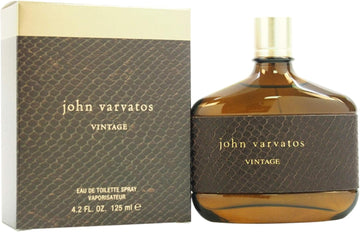 john varvatos
VINTAGE
EAU DE TOILETTE SPRAY
VAPORISATEUR
4.2 FL. OZ. 125 ml ℮
john varvatos
VINTAGE